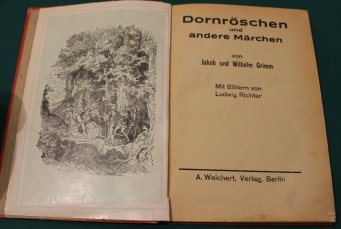 Dornröschen
und
andere Märchen
von
Jakob und Wilhelm Grimm
Mit Bildern von
Ludwig Richter
A. Weichert, Verlag, Berlin